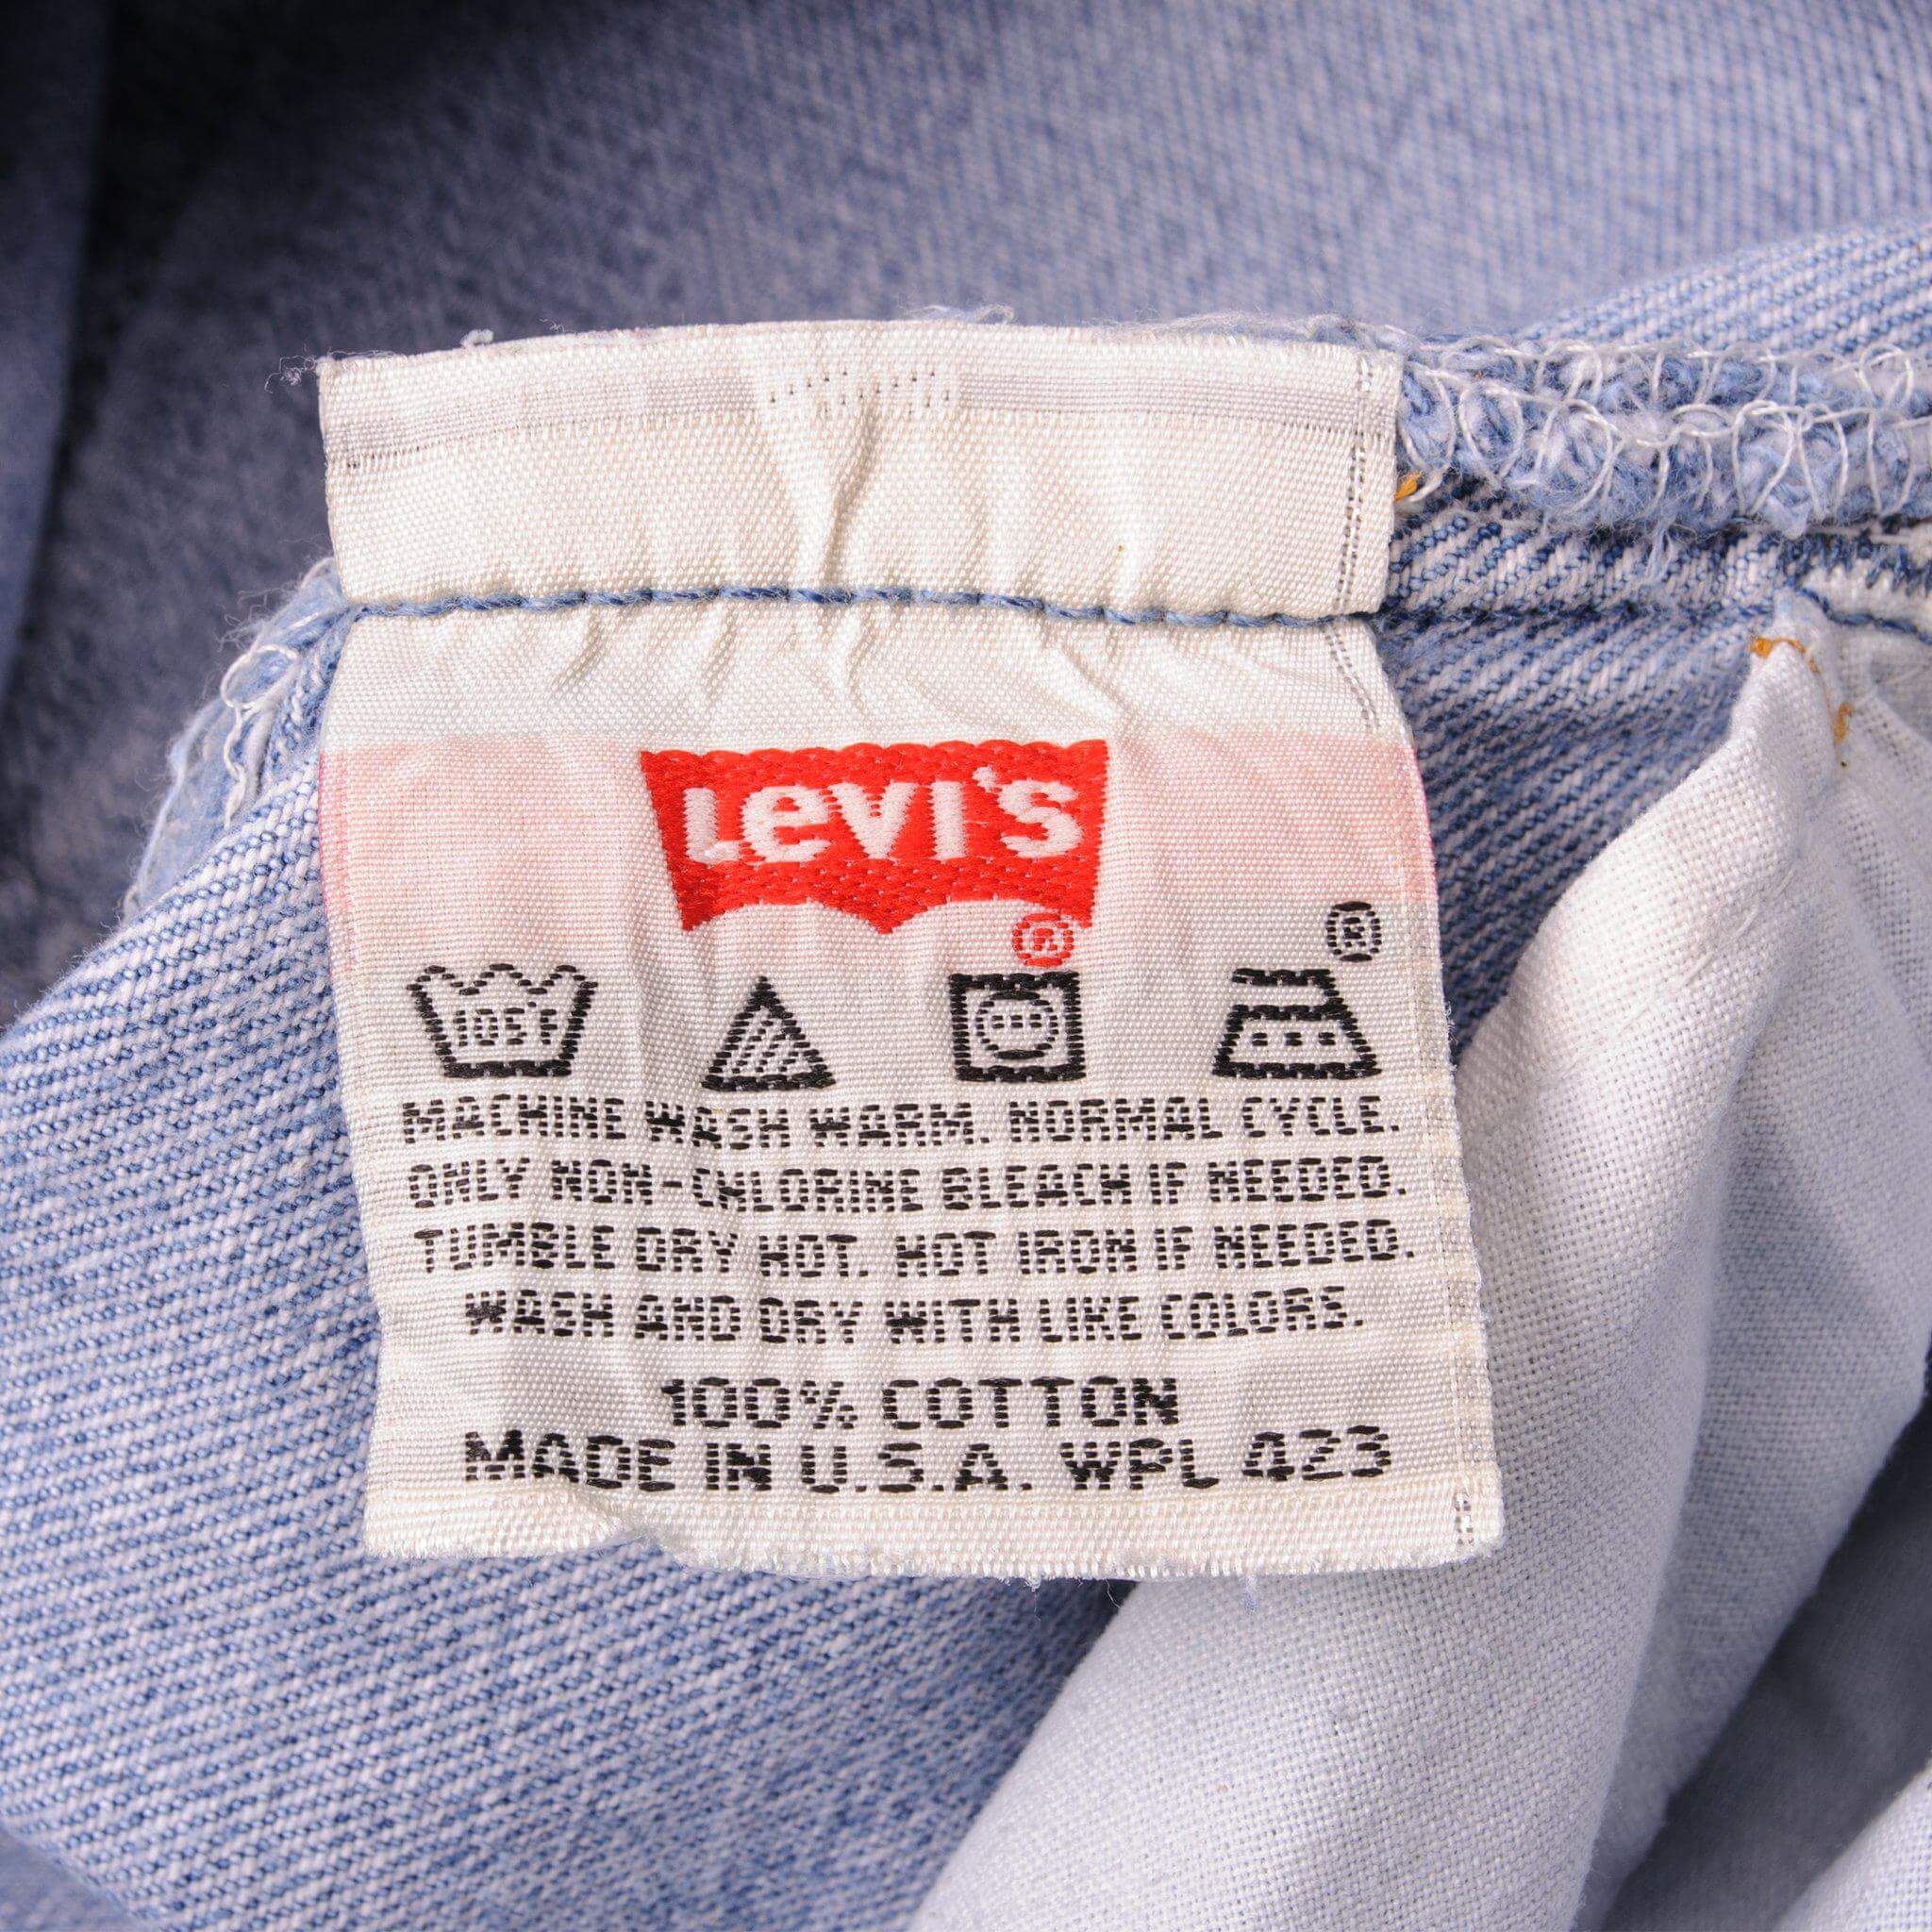 Levi's
®
®
105°F
MACHINE WASH WARM. NORMAL CYCLE.
ONLY NON-CHLORINE BLEACH IF NEEDED.
TUMBLE DRY HOT. HOT IRON IF NEEDED.
WASH AND DRY WITH LIKE COLORS.
100% COTTON
MADE IN U.S.A. WPL 423